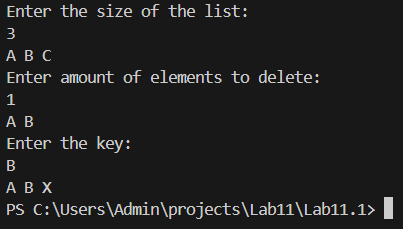 Enter the size of the list:
3
A B C
Enter amount of elements to delete:
1
A B
Enter the key:
B
A B X
PS C:\Users\Admin\projects\Lab11\Lab11.1>